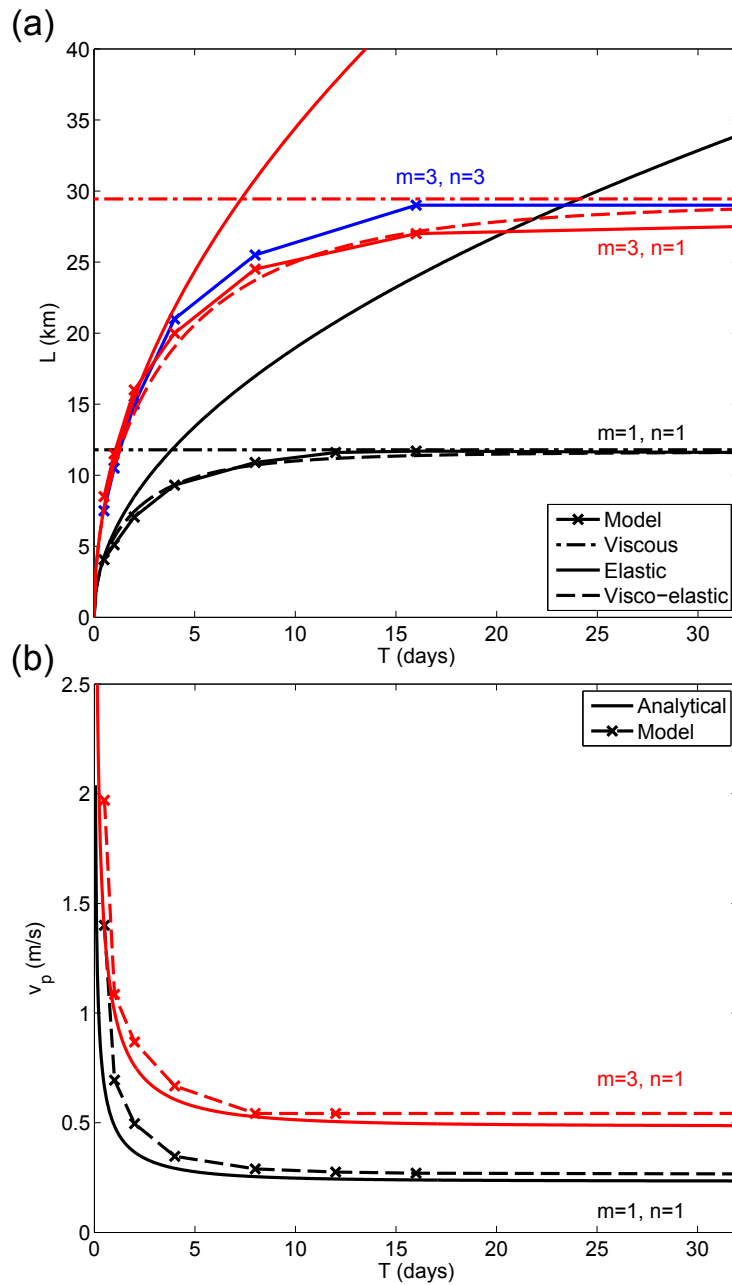 (a)
40
35
30
25
20
15
10
5
0
L (km)
m=3, n=3
m=3, n=1
m=1, n=1
Model
Viscous
Elastic
Visco−elastic
0 5 10 15 20 25 30
T (days)
(b)
2.5
2
1.5
1
0.5
0
v_p (m/s)
Analytical
Model
m=3, n=1
m=1, n=1
0 5 10 15 20 25 30
T (days)